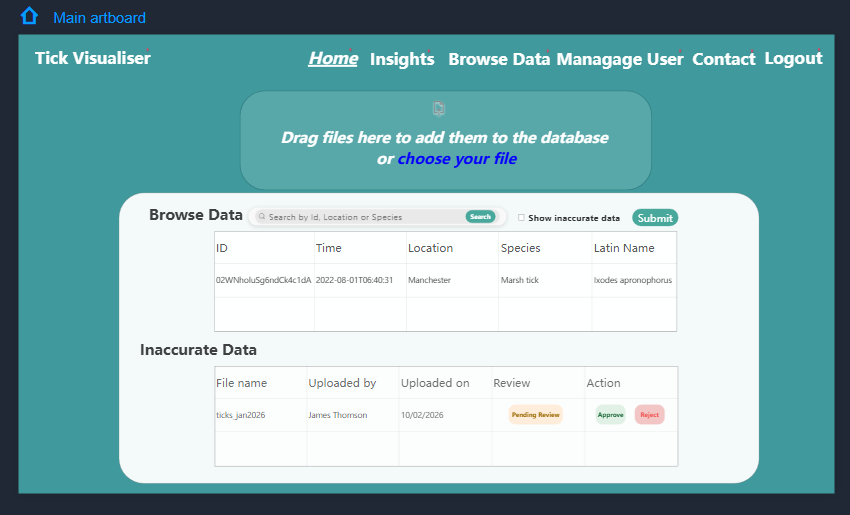 Main artboard
Tick Visualiser Home Insights Browse Data Managage User Contact Logout
Drag files here to add them to the database
or choose your file
Browse Data Search by Id, Location or Species Search Show inaccurate data Submit
ID Time Location Species Latin Name
02WNholuSg6ndCk4c1dA 2022-08-01T06:40:31 Manchester Marsh tick Ixodes apronophorus
Inaccurate Data
File name Uploaded by Uploaded on Review Action
ticks_jan2026 James Thomson 10/02/2026 Pending Review Approve Reject